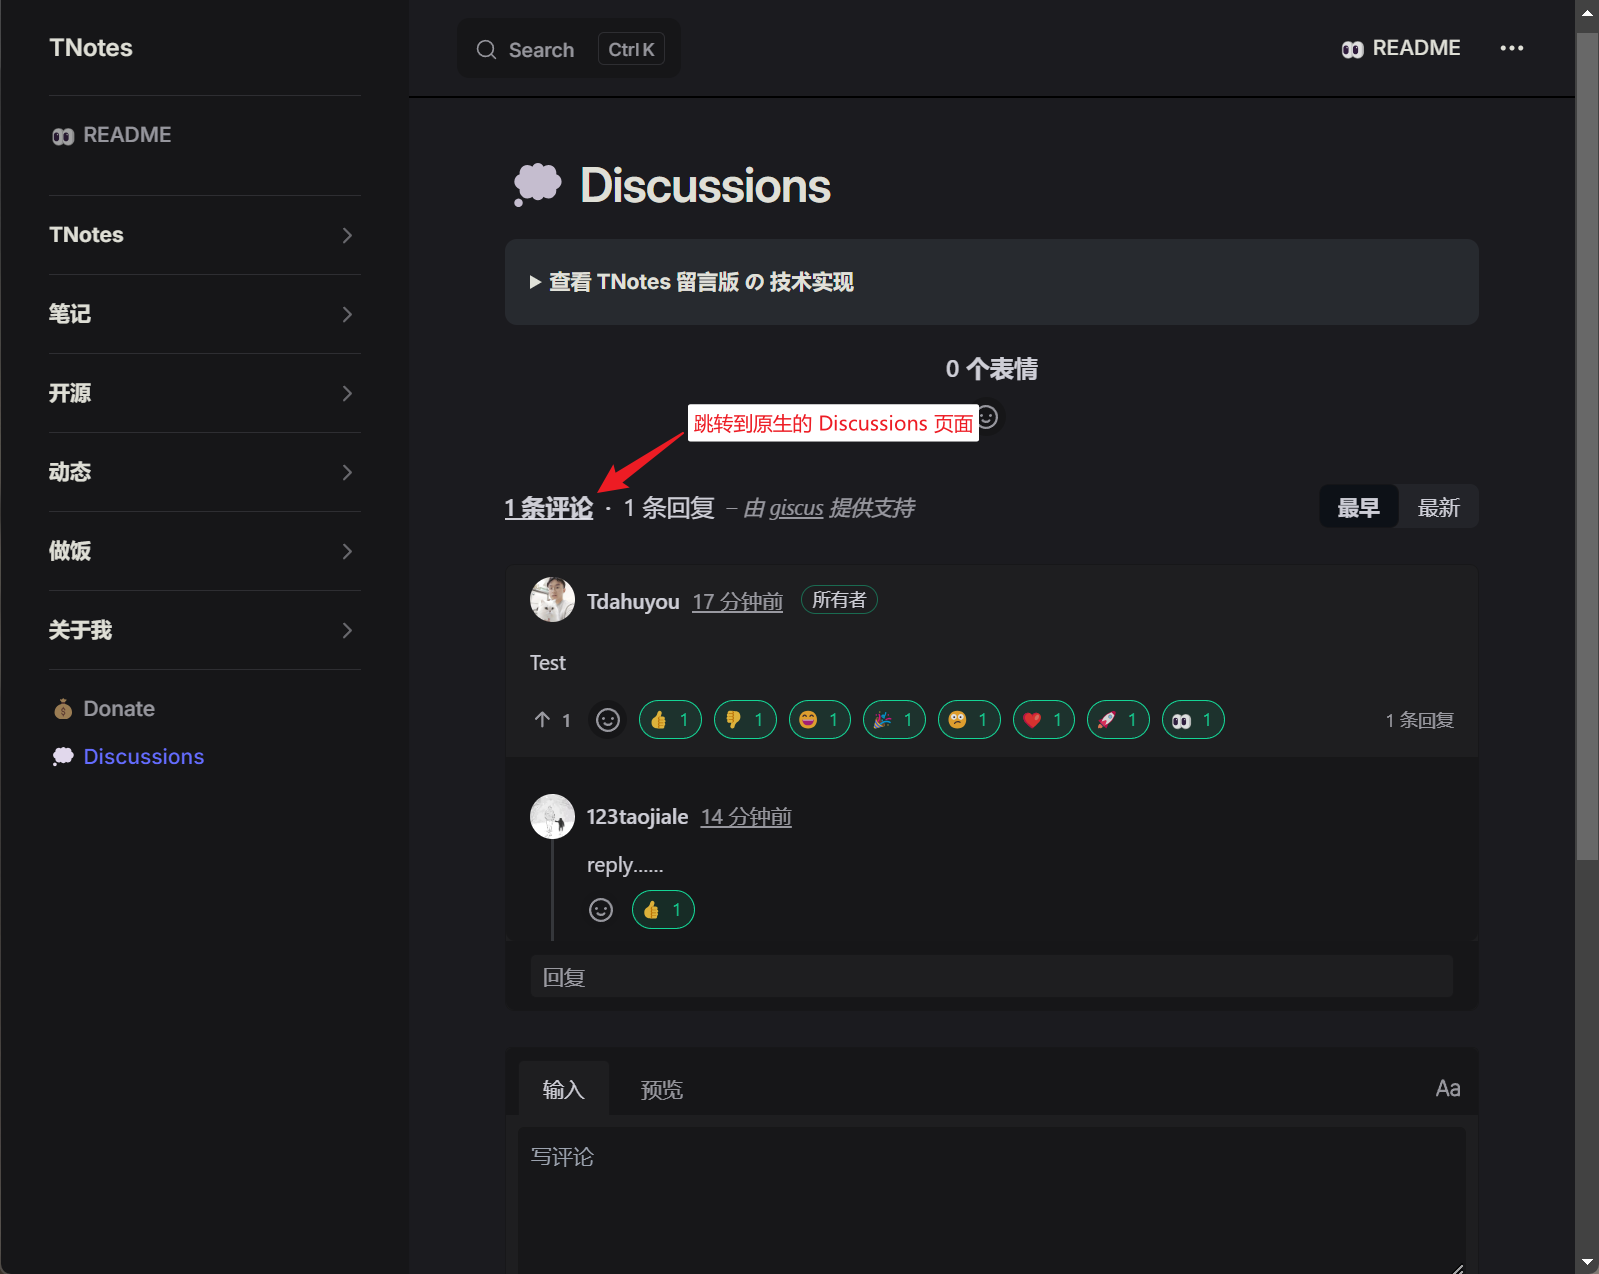 TNotes
Search Ctrl K
README
README
TNotes
笔记
开源
动态
做饭
关于我
Donate
Discussions
Discussions
查看 TNotes 留言版 の 技术实现
0 个表情
跳转到原生的 Discussions 页面
1 条评论 · 1 条回复 – 由 giscus 提供支持
最早 最新
Tdahuyou 17 分钟前 所有者
Test
1 1 1 1 1 1 1 1 1 1 条回复
123taojiale 14 分钟前
reply......
1
回复
输入 预览 Aa
写评论